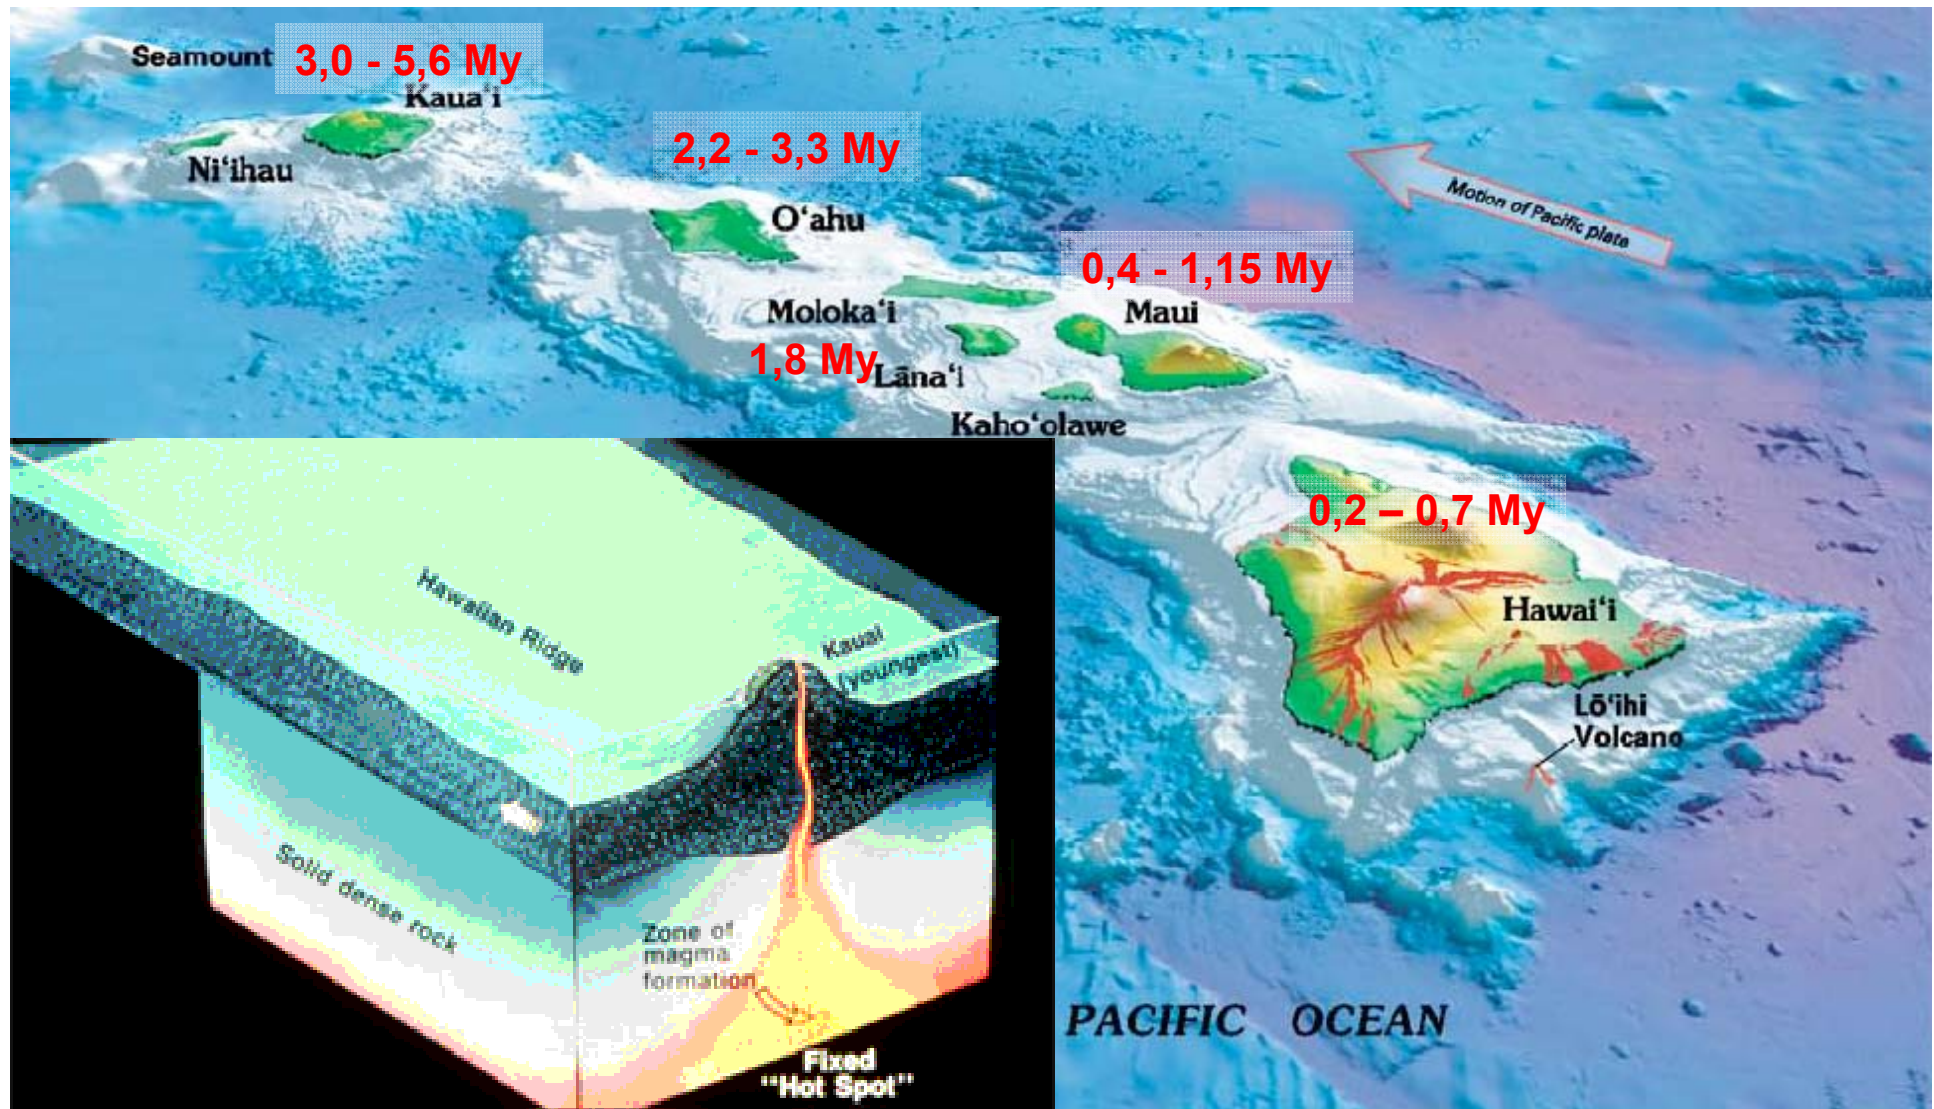 Seamount
3,0 - 5,6 My
Kaua‘i
Ni‘ihau
2,2 - 3,3 My
O‘ahu
Motion of Pacific plate
0,4 - 1,15 My
Moloka‘i
Maui
1,8 My
Lāna‘i
Kaho‘olawe
0,2 – 0,7 My
Hawai‘i
Lō‘ihi
Volcano
PACIFIC OCEAN
Hawaiian Ridge
Kauai
(youngest)
Solid dense rock
Zone of
magma
formation
Fixed
"Hot Spot"